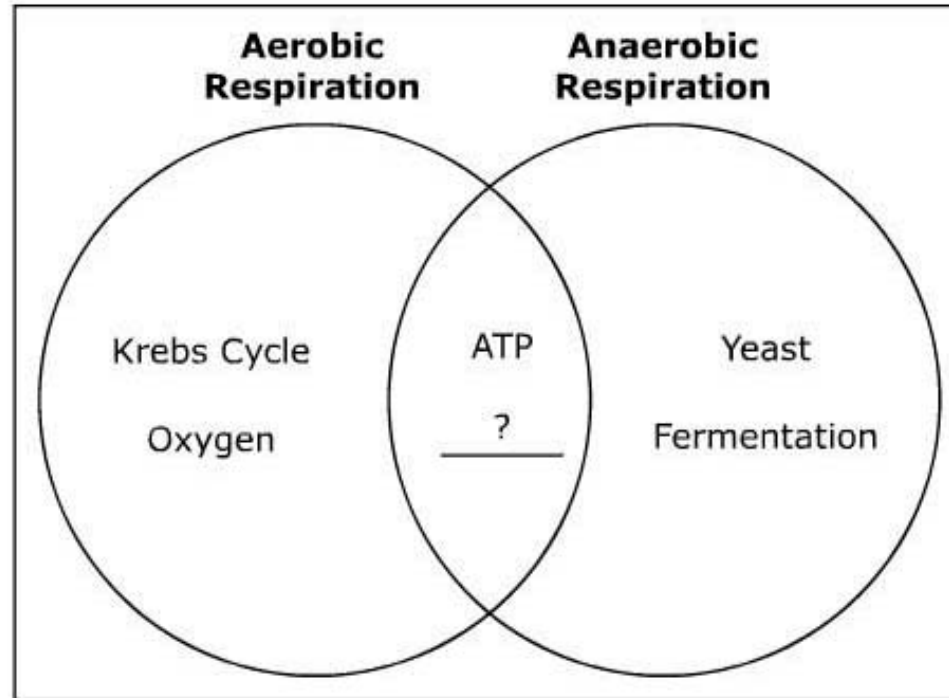 Aerobic
Respiration
Anaerobic
Respiration
Krebs Cycle
Oxygen
ATP
?
Yeast
Fermentation